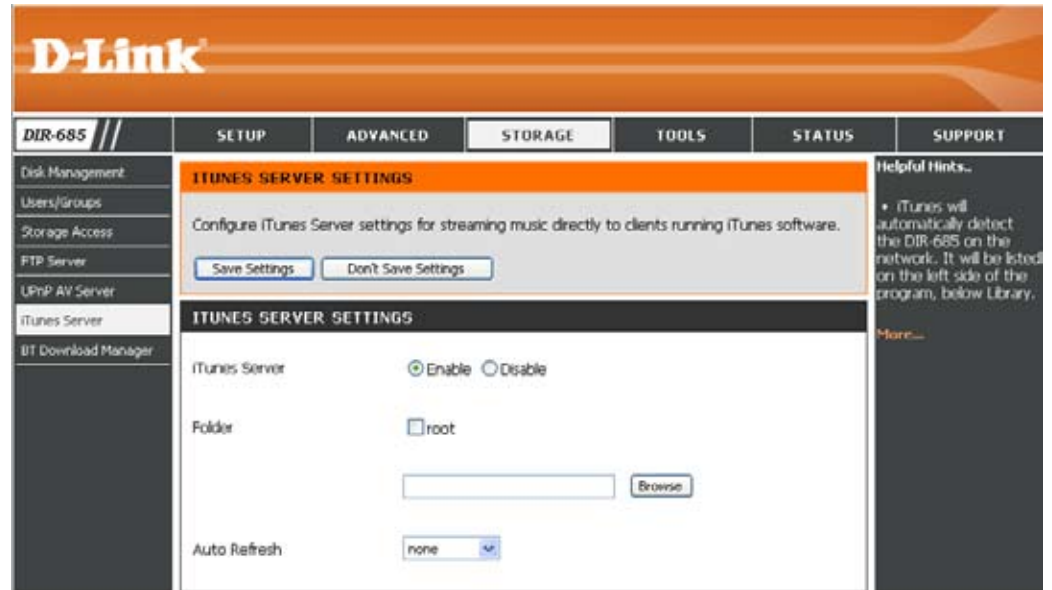 D-Link
DIR-685
SETUP
ADVANCED
STORAGE
TOOLS
STATUS
SUPPORT
Disk Management
Users/Groups
Storage Access
FTP Server
UPnP AV Server
iTunes Server
BT Download Manager
ITUNES SERVER SETTINGS
Configure iTunes Server settings for streaming music directly to clients running iTunes software.
Save Settings
Don't Save Settings
ITUNES SERVER SETTINGS
iTunes Server
Enable
Disable
Folder
root
Browse
Auto Refresh
none
Helpful Hints..
• iTunes will
automatically detect
the DIR-685 on the
network. It will be listed
on the left side of the
program, below Library.
More...